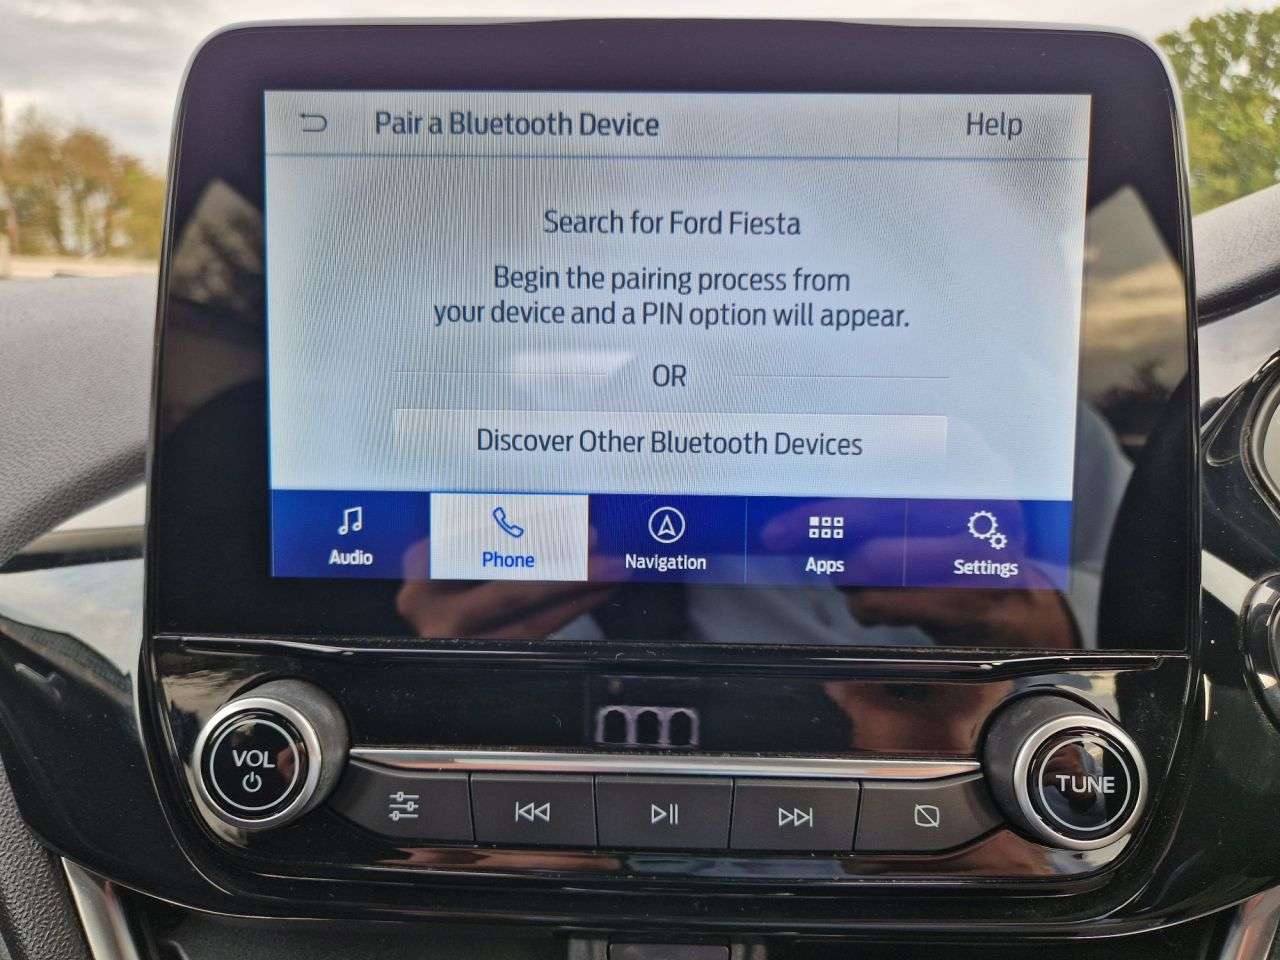 Pair a Bluetooth Device
Help
Search for Ford Fiesta
Begin the pairing process from
your device and a PIN option will appear.
OR
Discover Other Bluetooth Devices
Audio
Phone
Navigation
Apps
Settings
VOL
TUNE